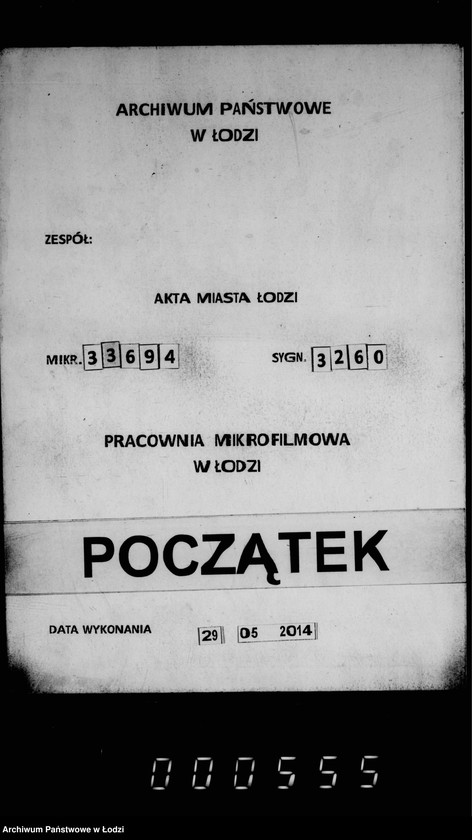 ARCHIWUM PAŃSTWOWE
W ŁODZI
ZESPÓŁ:
AKTA MIASTA ŁODZI
MIKR. 33694 SYGN. 3260
PRACOWNIA MIKROFILMOWA
W ŁODZI
POCZĄTEK
DATA WYKONANIA 29 05 2014
000555
Archiwum Państwowe w Łodzi